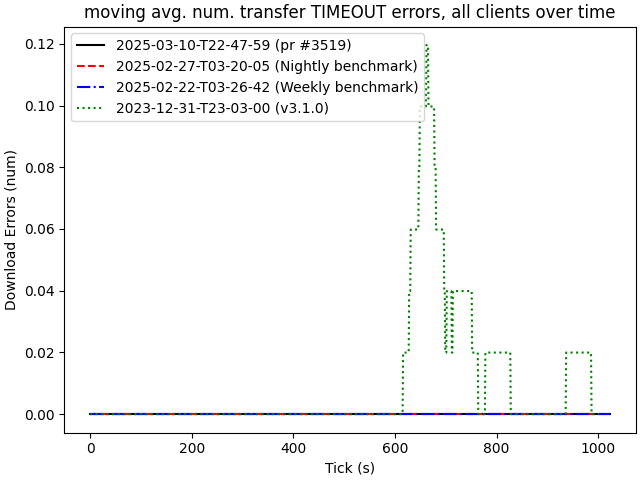 moving avg. num. transfer TIMEOUT errors, all clients over time
2025-03-10-T22-47-59 (pr #3519)
2025-02-27-T03-20-05 (Nightly benchmark)
2025-02-22-T03-26-42 (Weekly benchmark)
2023-12-31-T23-03-00 (v3.1.0)
Download Errors (num)
0.12
0.10
0.08
0.06
0.04
0.02
0.00
0 200 400 600 800 1000
Tick (s)